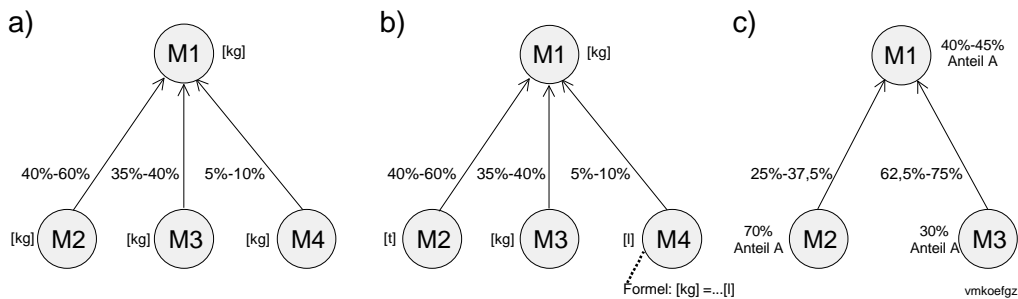 a)
M1 [kg]
40%-60% 35%-40% 5%-10%
[kg] M2 [kg] M3 [kg] M4
b)
M1 [kg]
40%-60% 35%-40% 5%-10%
[t] M2 [kg] M3 [l] M4
Formel: [kg] =...[l]
c)
M1 40%-45%
Anteil A
25%-37,5% 62,5%-75%
70%
Anteil A
M2
30%
Anteil A
M3
vmkoefgz